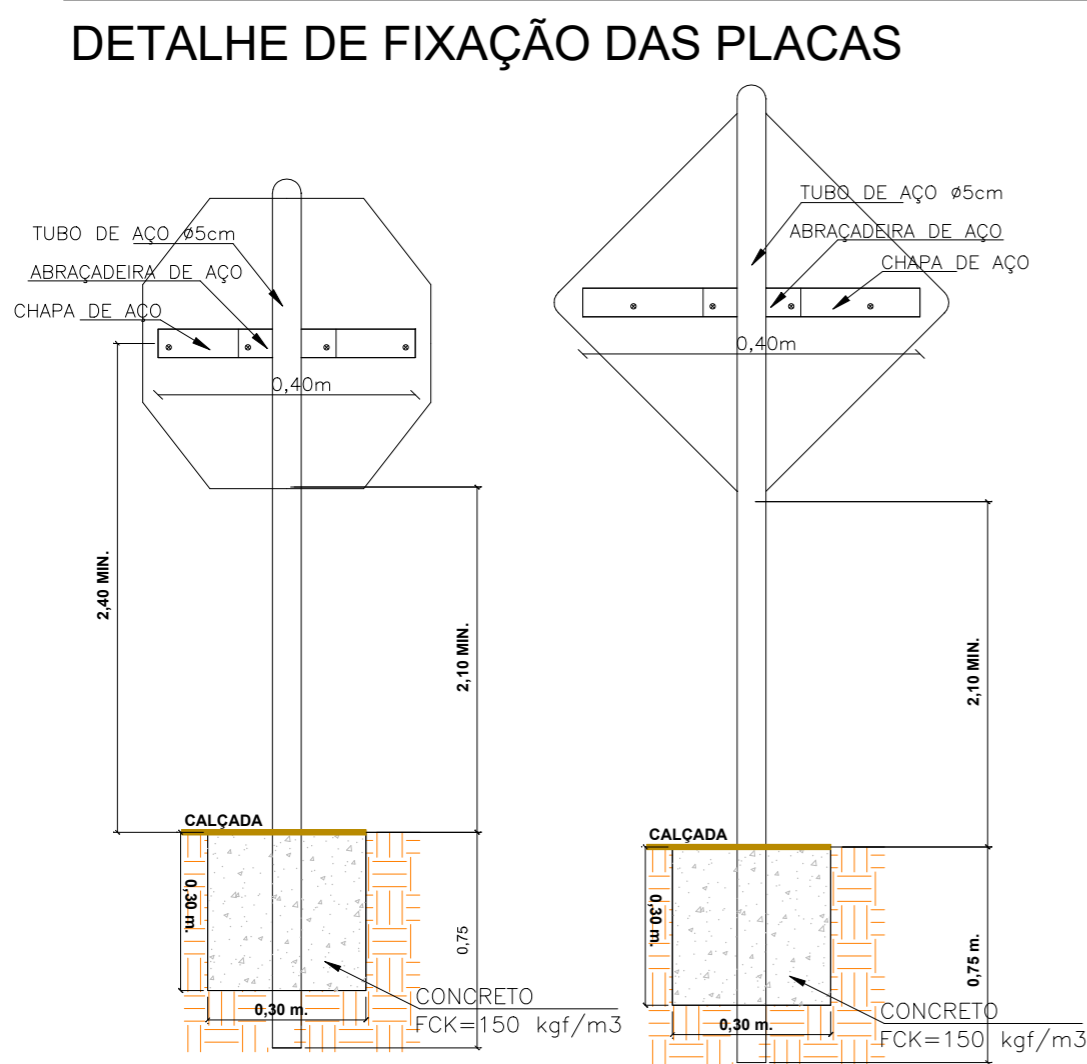 DETALHE DE FIXAÇÃO DAS PLACAS
TUBO DE AÇO ø5cm
ABRAÇADEIRA DE AÇO
CHAPA DE AÇO
0,40m
2,40 MIN.
2,10 MIN.
CALÇADA
0,30 m.
0,75
0,30 m.
CONCRETO
FCK=150 kgf/m3
TUBO DE AÇO ø5cm
ABRAÇADEIRA DE AÇO
CHAPA DE AÇO
0,40m
2,10 MIN.
CALÇADA
0,30 m.
0,75 m.
0,30 m.
CONCRETO
FCK=150 kgf/m3